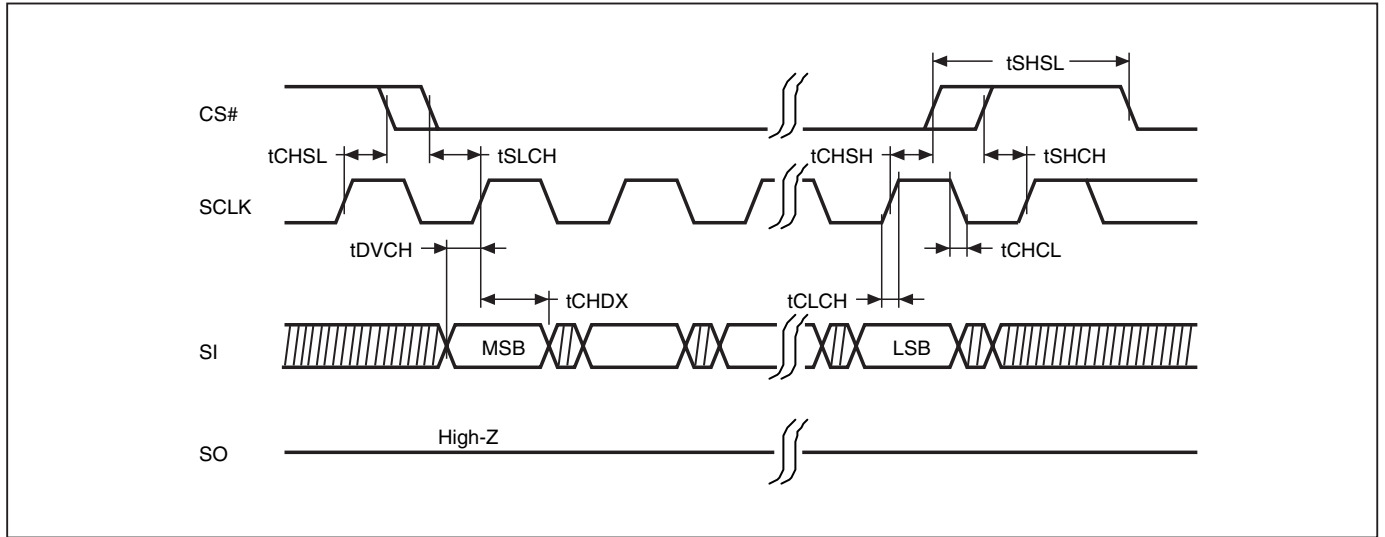 tSHSL
CS#
tCHSL
tSLCH
tCHSH
tSHCH
SCLK
tDVCH
tCHCL
tCHDX
tCLCH
SI
MSB
LSB
High-Z
SO